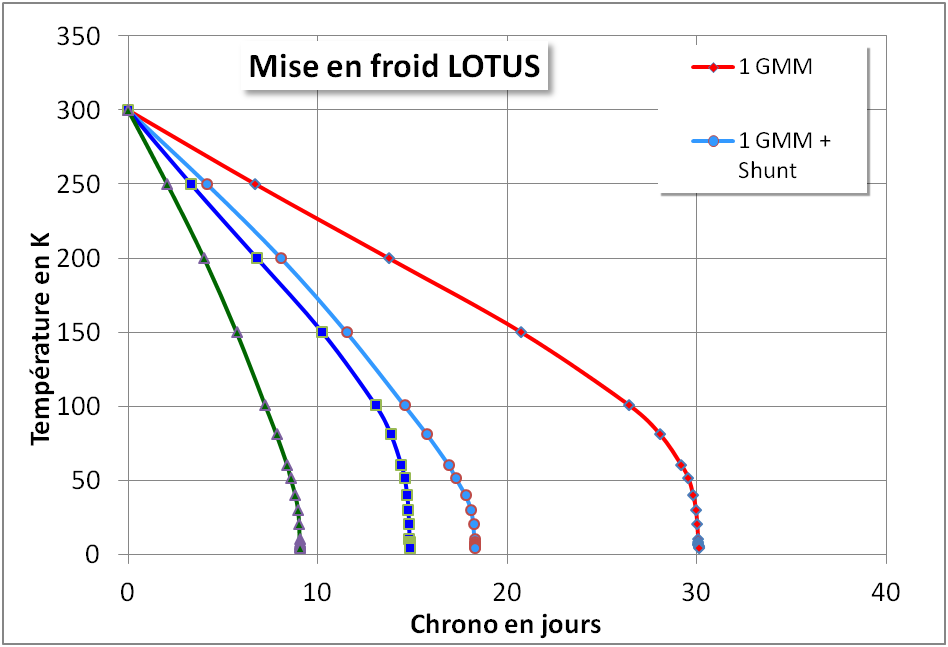 Mise en froid LOTUS
1 GMM
1 GMM +
Shunt
Température en K
350
300
250
200
150
100
50
0
0 10 20 30 40
Chrono en jours